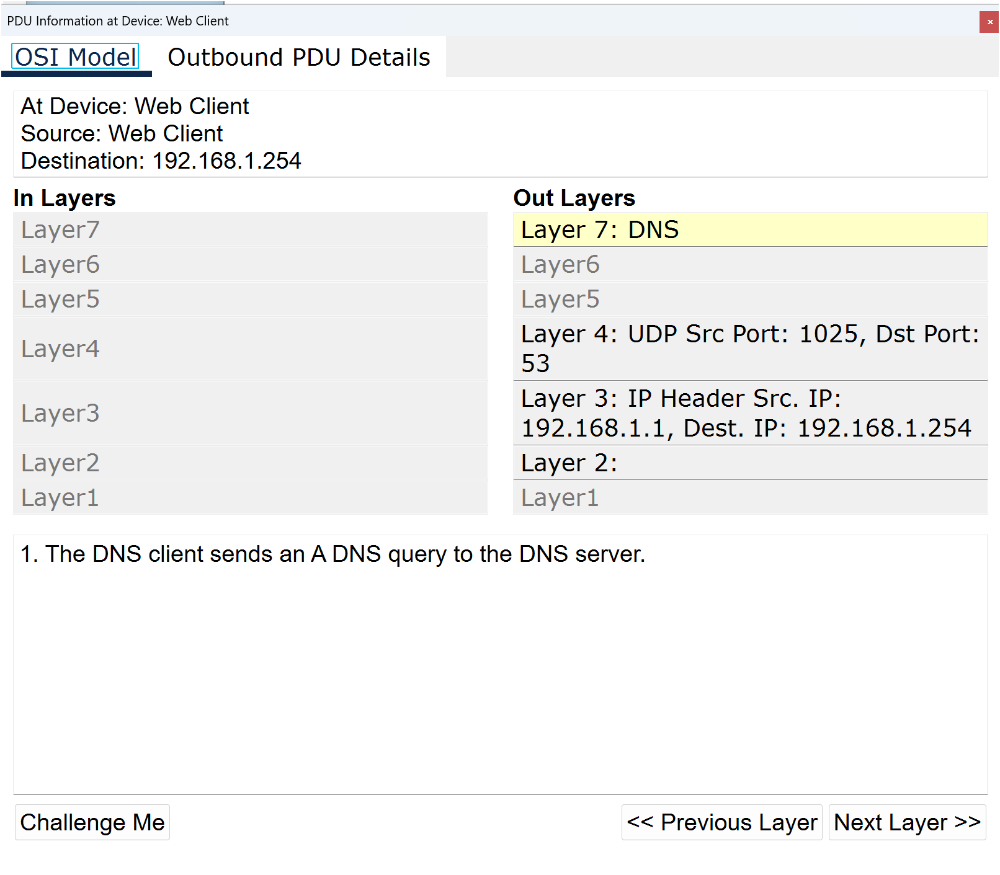 PDU Information at Device: Web Client
x
OSI Model
Outbound PDU Details
At Device: Web Client
Source: Web Client
Destination: 192.168.1.254
In Layers
Layer7
Layer6
Layer5
Layer4
Layer3
Layer2
Layer1
Out Layers
Layer 7: DNS
Layer6
Layer5
Layer 4: UDP Src Port: 1025, Dst Port:
53
Layer 3: IP Header Src. IP:
192.168.1.1, Dest. IP: 192.168.1.254
Layer 2:
Layer1
1. The DNS client sends an A DNS query to the DNS server.
Challenge Me
<< Previous Layer
Next Layer >>